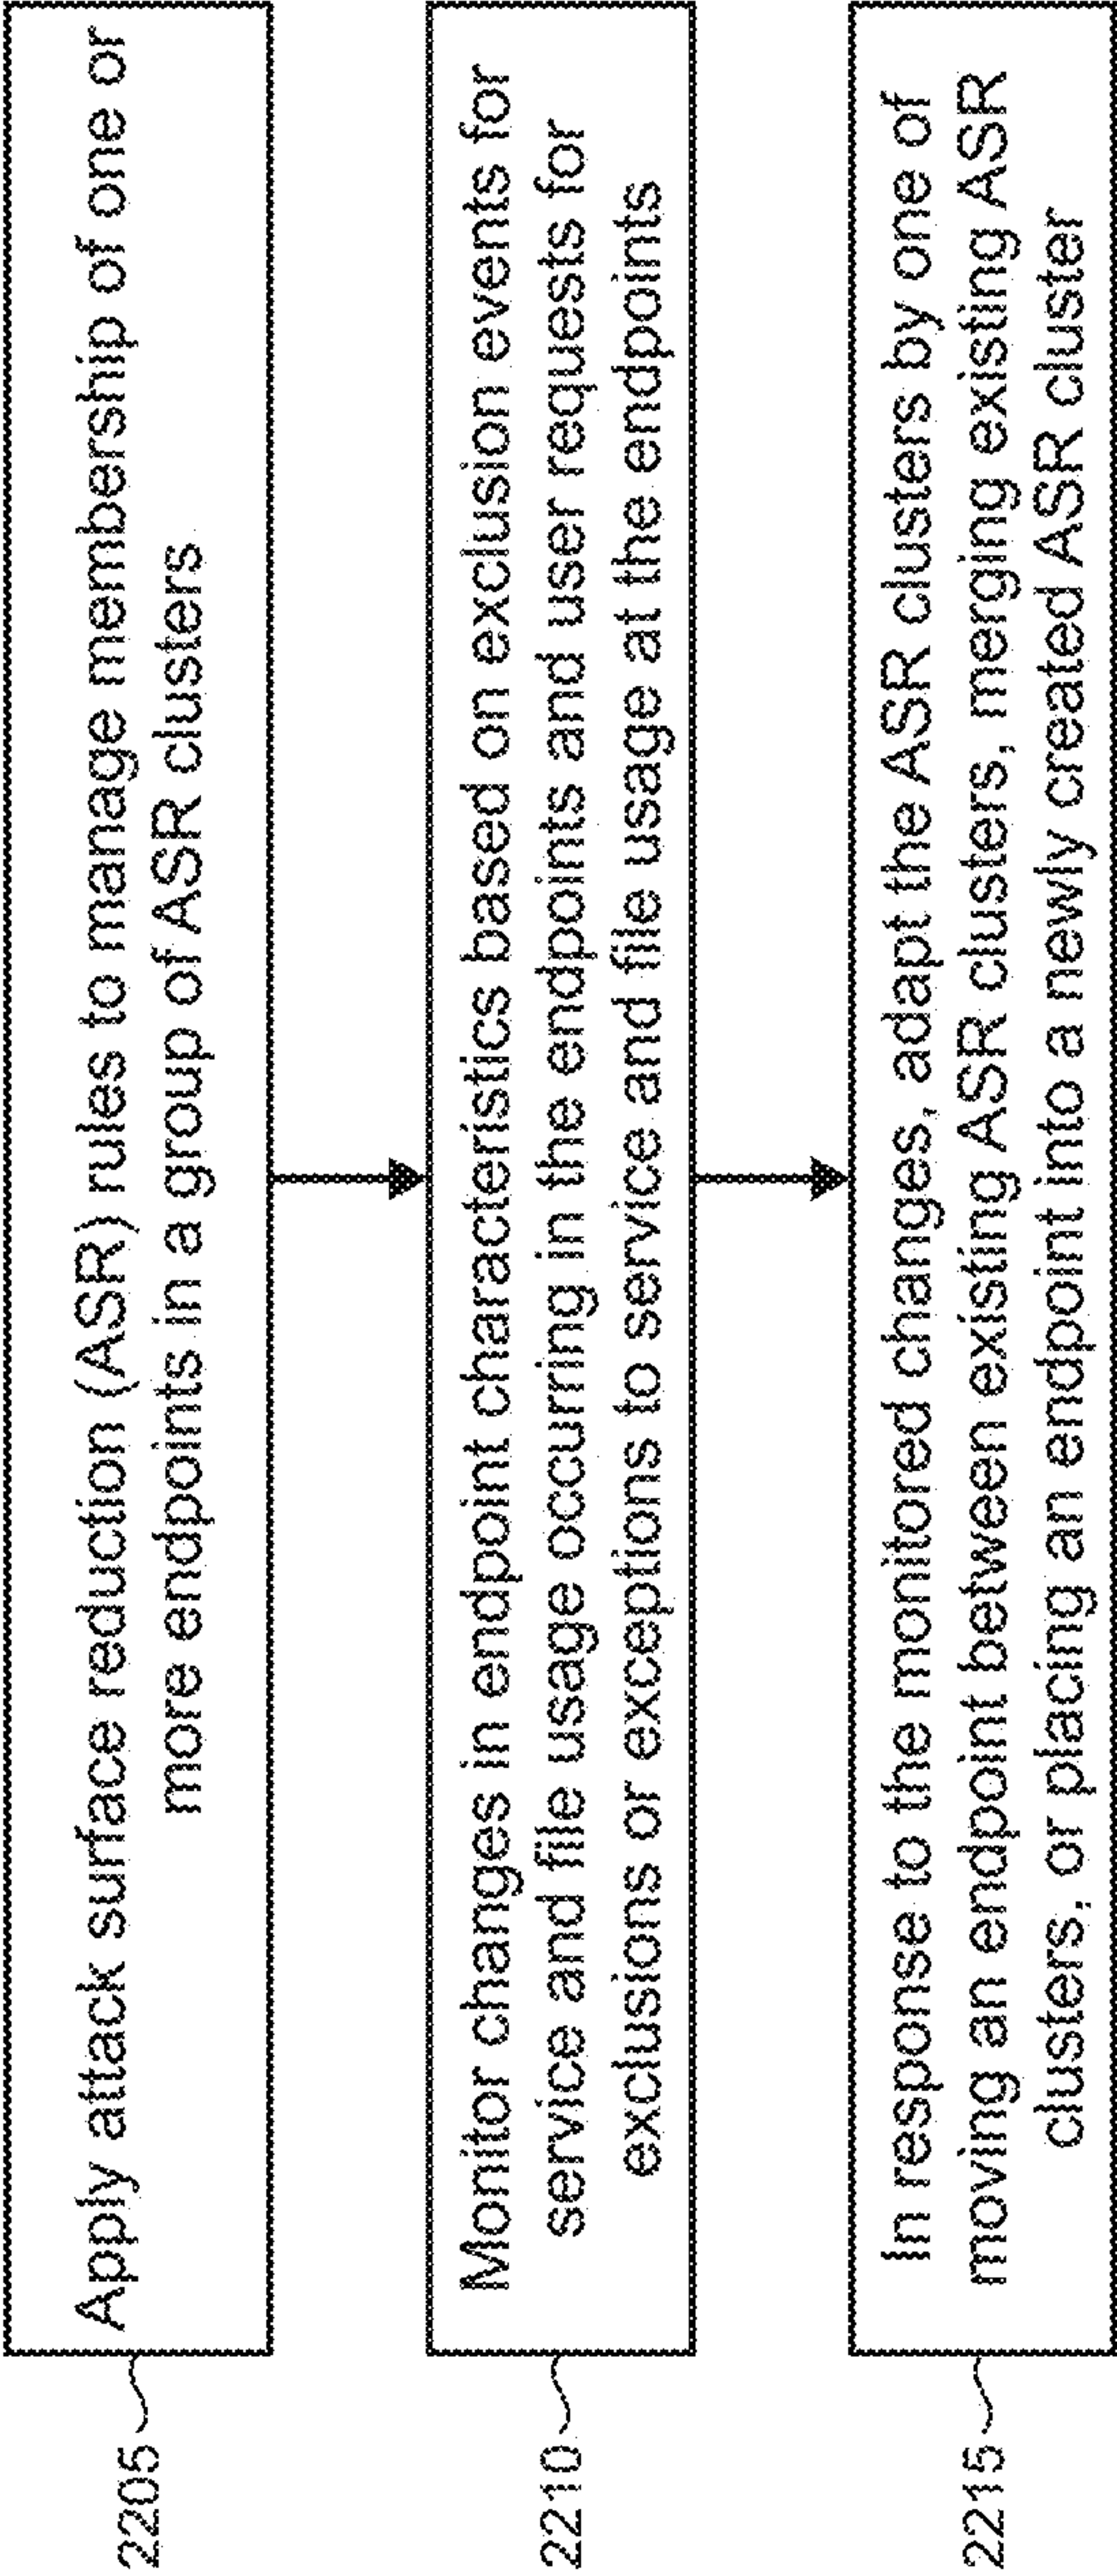 2205
Apply attack surface reduction (ASR) rules to manage membership of one or
more endpoints in a group of ASR clusters
2210
Monitor changes in endpoint characteristics based on exclusion events for
service and file usage occurring in the endpoints and user requests for
exclusions or exceptions to service and file usage at the endpoints
2215
In response to the monitored changes, adapt the ASR clusters by one of
moving an endpoint between existing ASR clusters, merging existing ASR
clusters, or placing an endpoint into a newly created ASR cluster